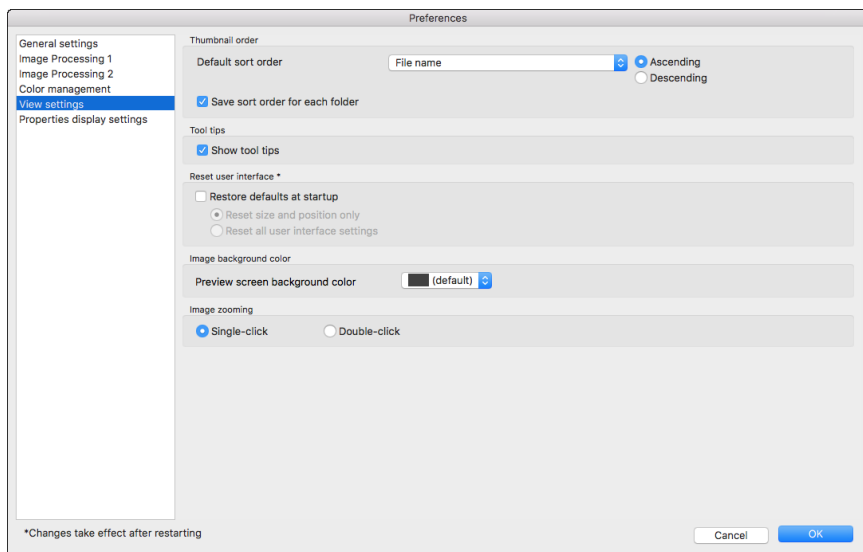 Preferences
General settings
Image Processing 1
Image Processing 2
Color management
View settings
Properties display settings
Thumbnail order
Default sort order File name Ascending
Descending
Save sort order for each folder
Tool tips
Show tool tips
Reset user interface *
Restore defaults at startup
Reset size and position only
Reset all user interface settings
Image background color
Preview screen background color (default)
Image zooming
Single-click Double-click
*Changes take effect after restarting
Cancel OK